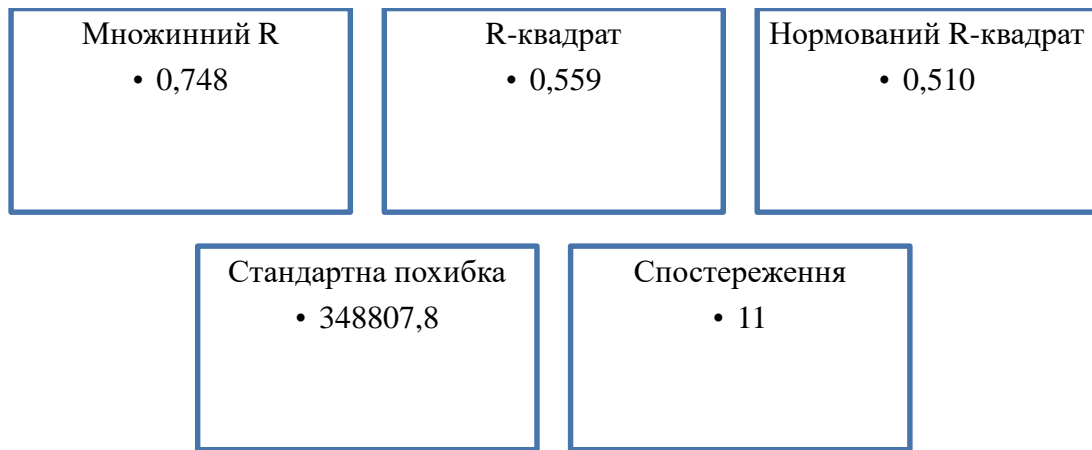 Множинний R
• 0,748
R-квадрат
• 0,559
Нормований R-квадрат
• 0,510
Стандартна похибка
• 348807,8
Спостереження
• 11